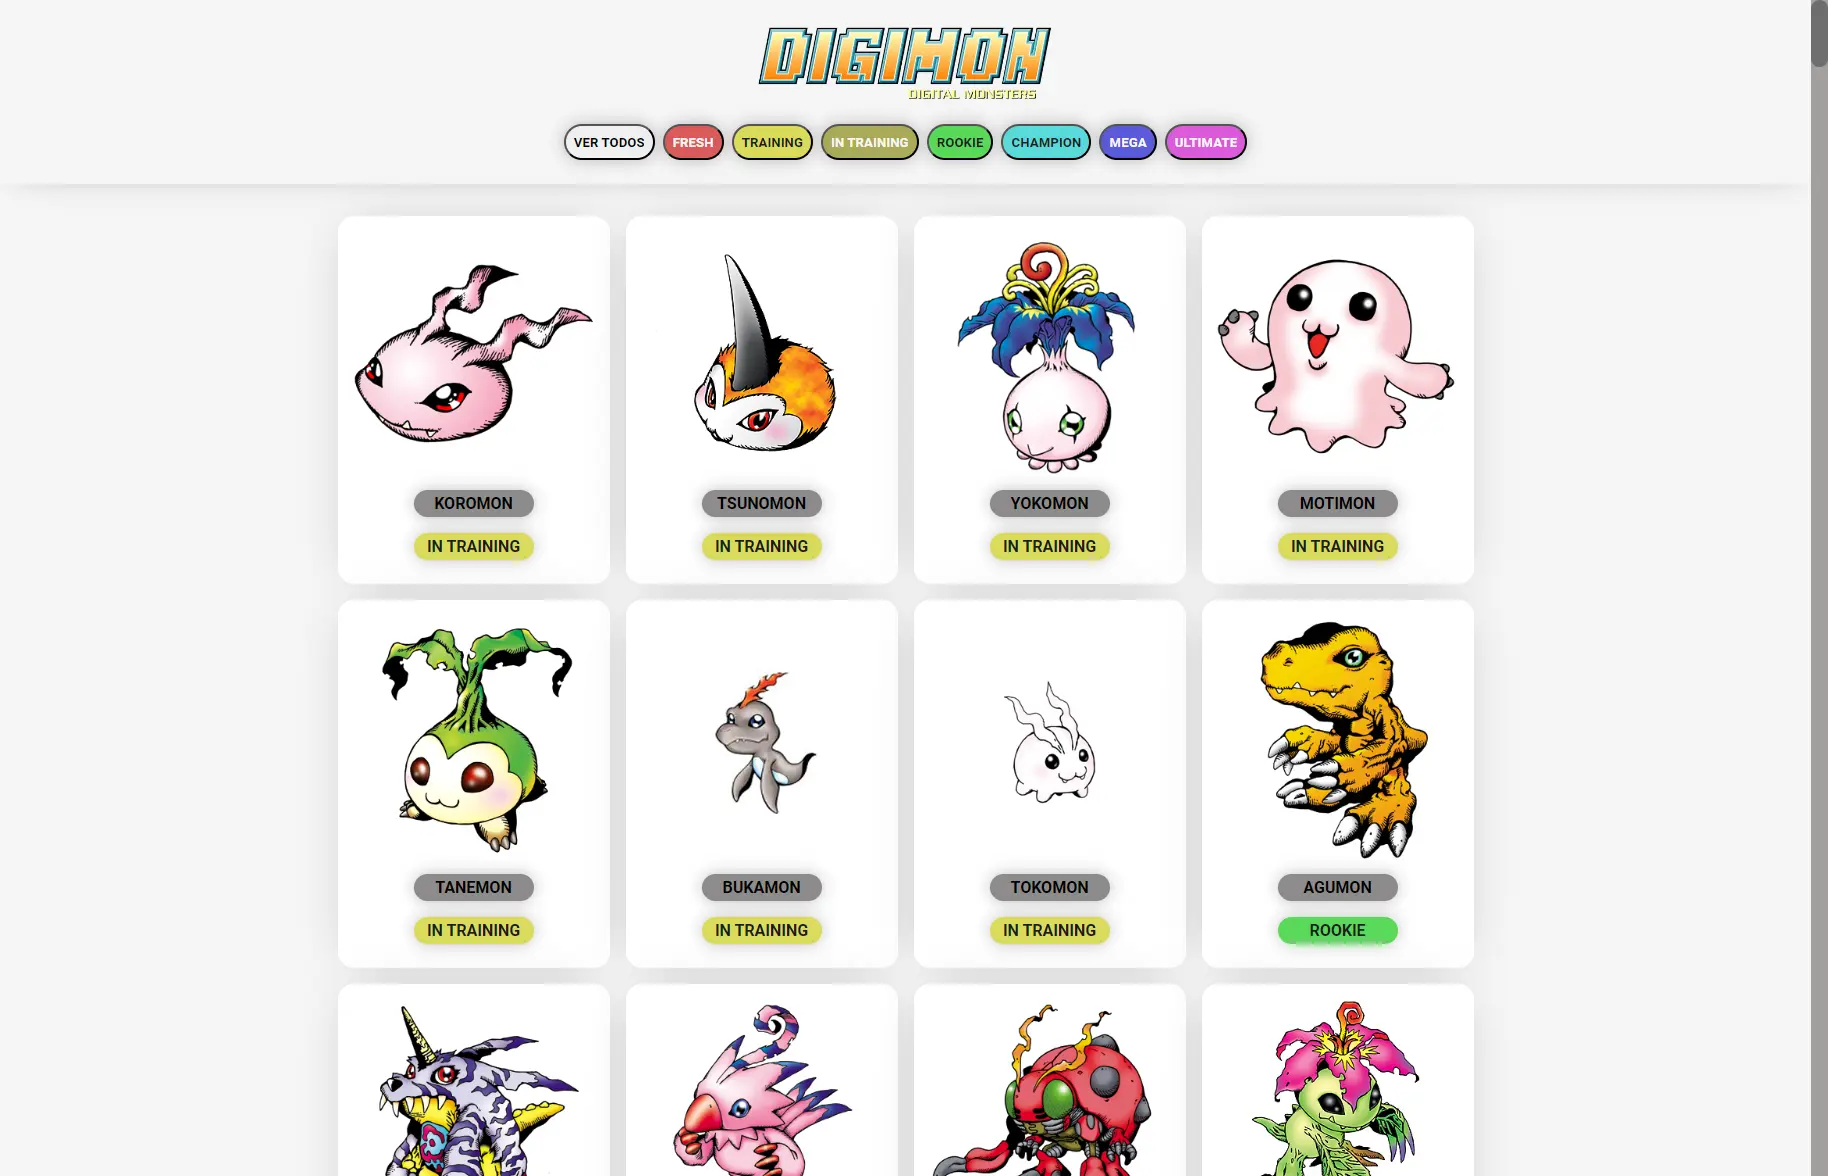 DIGIMON
DIGITAL MONSTERS
VER TODOS FRESH TRAINING IN TRAINING ROOKIE CHAMPION MEGA ULTIMATE
KOROMON TSUNOMON YOKOMON MOTIMON
IN TRAINING IN TRAINING IN TRAINING IN TRAINING
TANEMON BUKAMON TOKOMON AGUMON
IN TRAINING IN TRAINING IN TRAINING ROOKIE